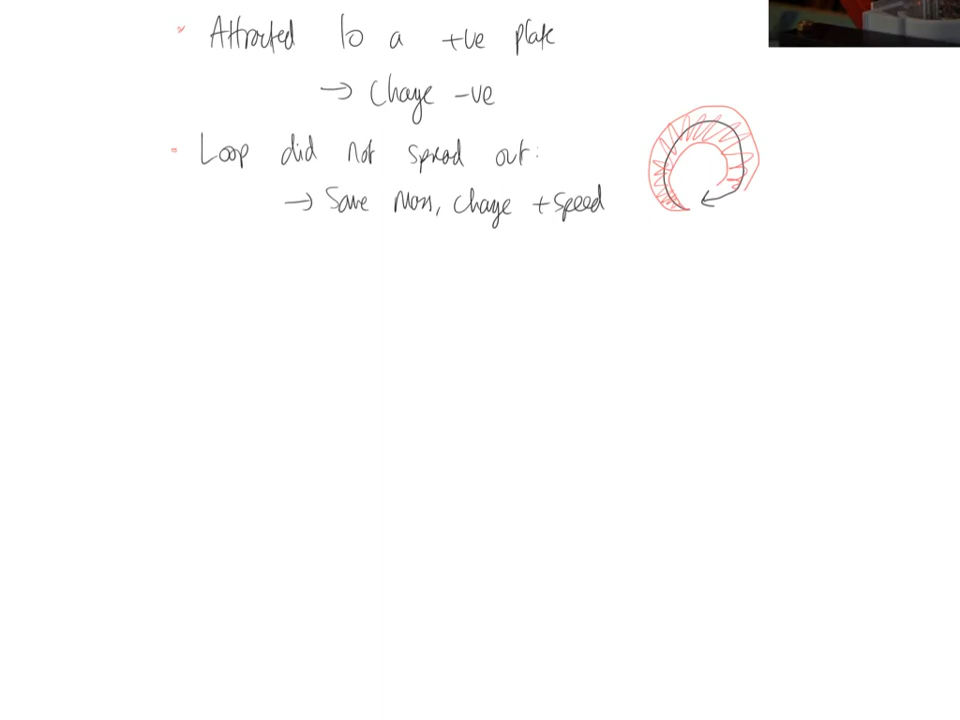 Attracted to a +ve plate
→ Charge -ve
Loop did not spread out:
→ Same mass, charge + speed